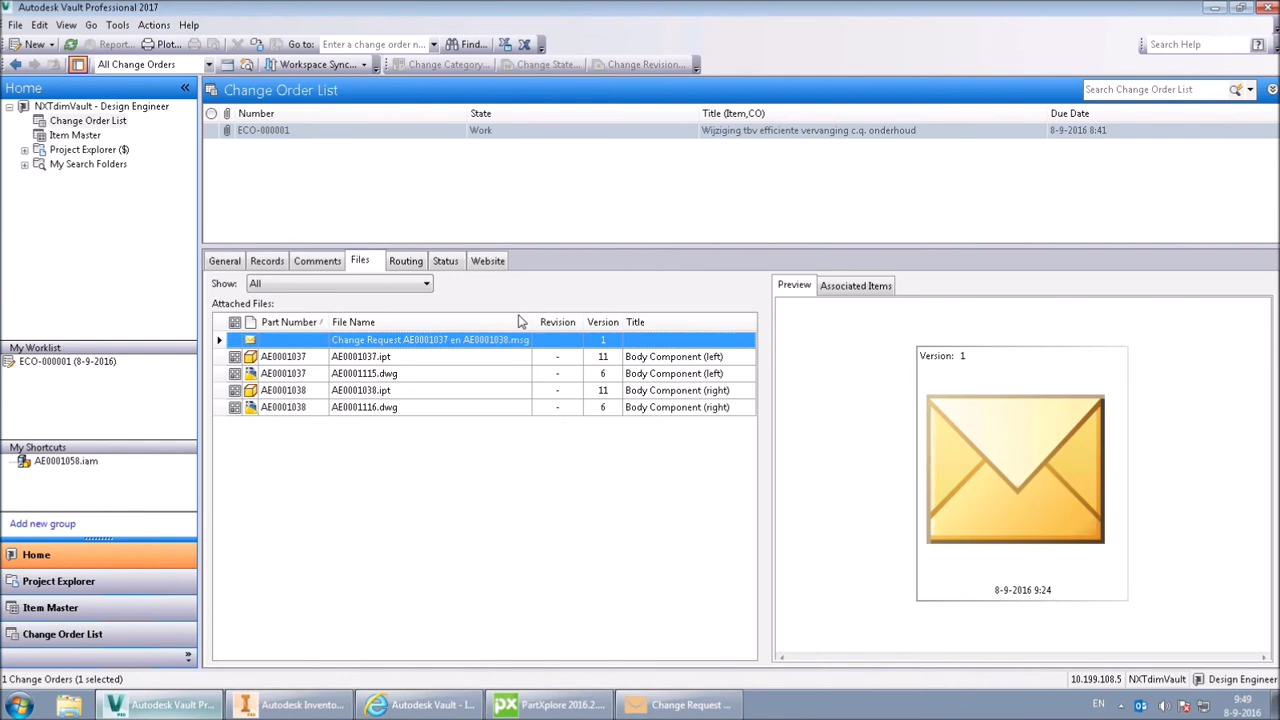 Autodesk Vault Professional 2017
File Edit View Go Tools Actions Help
New Report... Plot... Go to: Enter a change order n... Find... Search Help
All Change Orders Workspace Sync... Change Category... Change State... Change Revision...
Home Change Order List Search Change Order List
NXTdimVault - Design Engineer
Change Order List
Item Master
Project Explorer ($)
My Search Folders
Number State Title (Item,CO) Due Date
ECO-000001 Work Wijziging tbv efficiente vervanging c.q. onderhoud 8-9-2016 8:41
General Records Comments Files Routing Status Website
Show: All
Attached Files:
Part Number / File Name Revision Version Title
Change Request AE0001037 en AE0001038.msg 1
AE0001037 AE0001037.ipt - 11 Body Component (left)
AE0001037 AE0001115.dwg - 6 Body Component (left)
AE0001038 AE0001038.ipt - 11 Body Component (right)
AE0001038 AE0001116.dwg - 6 Body Component (right)
Preview Associated Items
Version: 1
8-9-2016 9:24
My Worklist
ECO-000001 (8-9-2016)
My Shortcuts
AE0001058.iam
Add new group
Home
Project Explorer
Item Master
Change Order List
1 Change Orders (1 selected) 10.199.108.5 NXTdimVault Design Engineer
Autodesk Vault Pr... Autodesk Invento... Autodesk Vault - I... PartXplore 2016.2.... Change Request ... EN 9:49
8-9-2016